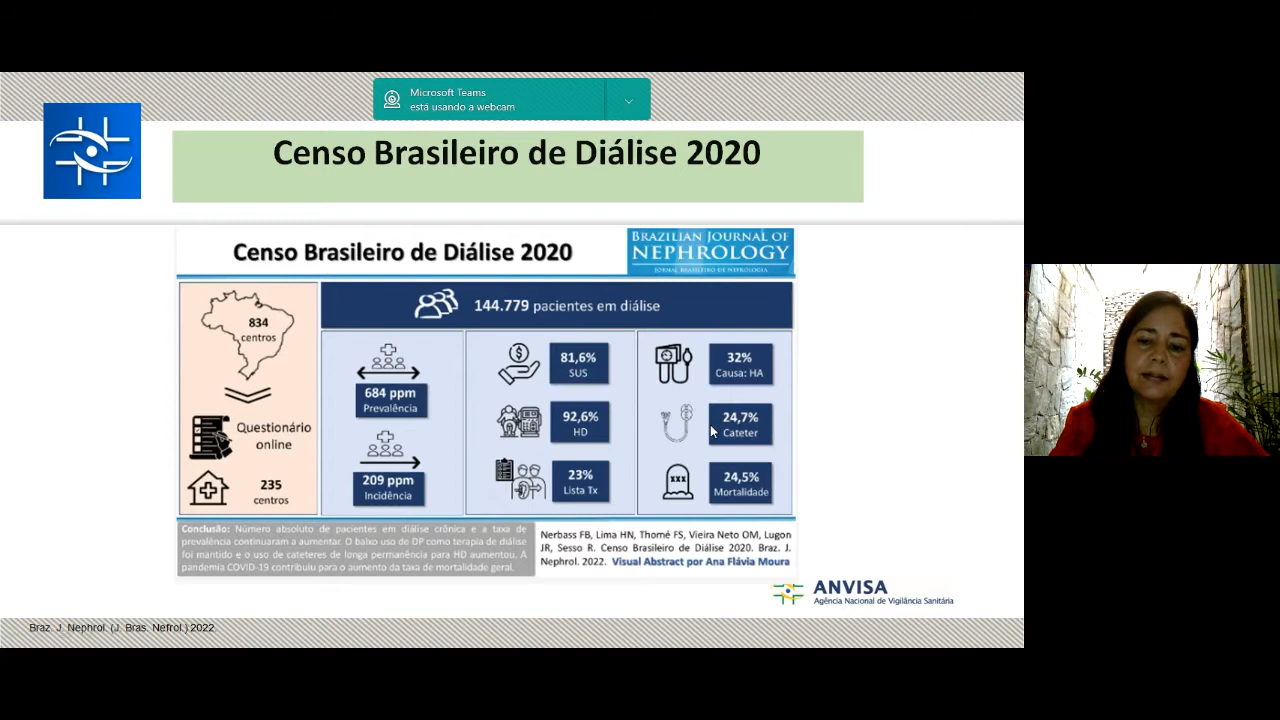 Microsoft Teams
está usando a webcam
Censo Brasileiro de Diálise 2020
Censo Brasileiro de Diálise 2020
BRAZILIAN JOURNAL OF
NEPHROLOGY
JORNAL BRASILEIRO DE NEFROLOGIA
834
centros
Questionário
online
235
centros
144.779 pacientes em diálise
684 ppm
Prevalência
209 ppm
Incidência
81,6%
SUS
92,6%
HD
23%
Lista Tx
32%
Causa: HA
24,7%
Cateter
XXX
24,5%
Mortalidade
Conclusão: Número absoluto de pacientes em diálise crônica e a taxa de
prevalência continuaram a aumentar. O baixo uso de DP como terapia de diálise
foi mantido e o uso de cateteres de longa permanência para HD aumentou. A
pandemia COVID-19 contribuiu para o aumento da taxa de mortalidade geral.
Nerbass FB, Lima HN, Thomé FS, Vieira Neto OM, Lugon
JR, Sesso R. Censo Brasileiro de Diálise 2020. Braz. J.
Nephrol. 2022. Visual Abstract por Ana Flávia Moura
ANVISA
Agência Nacional de Vigilância Sanitária
Braz. J. Nephrol. (J. Bras. Nefrol.) 2022.